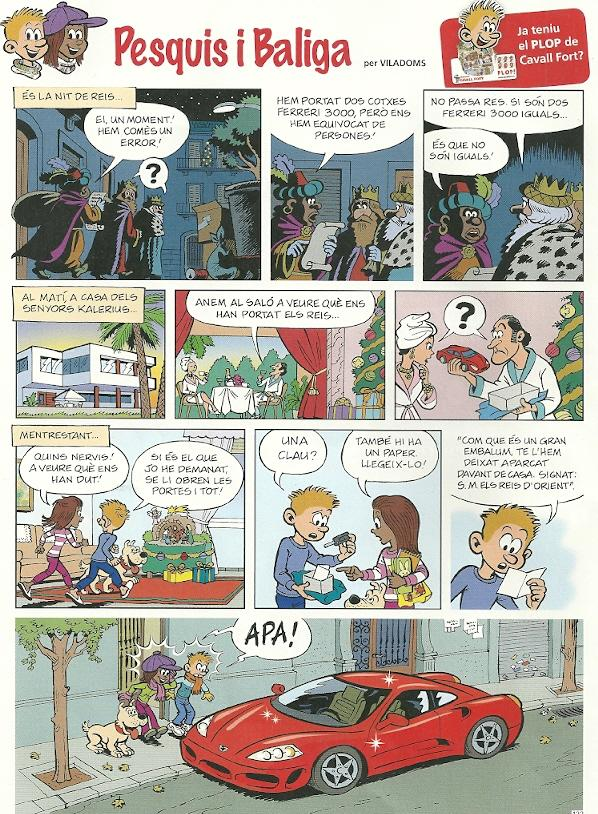 Pesquis i Baliga
per VILADOMS
Ja teniu
el PLOP de
Cavall Fort?
CAVALL FORT
PLOP!
ÉS LA NIT DE REIS...
EI, UN MOMENT!
HEM COMÈS UN
ERROR!
?
HEM PORTAT DOS COTXES
FERRERI 3000, PERÒ ENS
HEM EQUIVOCAT DE
PERSONES!
NO PASSA RES. SI SÓN DOS
FERRERI 3000 IGUALS...
ÉS QUE NO
SÓN IGUALS!
AL MATÍ, A CASA DELS
SENYORS KALERIUS...
ANEM AL SALÓ A VEURE QUÈ ENS
HAN PORTAT ELS REIS...
?
MENTRESTANT...
QUINS NERVIS!
A VEURE QUÈ ENS
HAN DUT!
SI ÉS EL QUE
JO HE DEMANAT,
SE LI OBREN LES
PORTES I TOT!
UNA
CLAU?
TAMBÉ HI HA
UN PAPER.
LLEGEIX-LO!
"COM QUE ÉS UN GRAN
EMBALUM, TE L'HEM
DEIXAT APARCAT
DAVANT DE CASA. SIGNAT:
S.M. ELS REIS D'ORIENT".
APA!